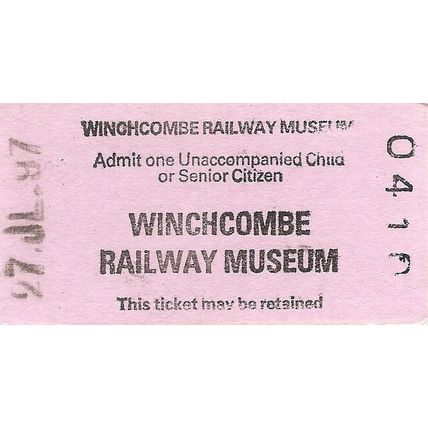 WINCHCOMBE RAILWAY MUSEUM
Admit one Unaccompanied Child
or Senior Citizen
WINCHCOMBE
RAILWAY MUSEUM
This ticket may be retained
27 JL 97
0410